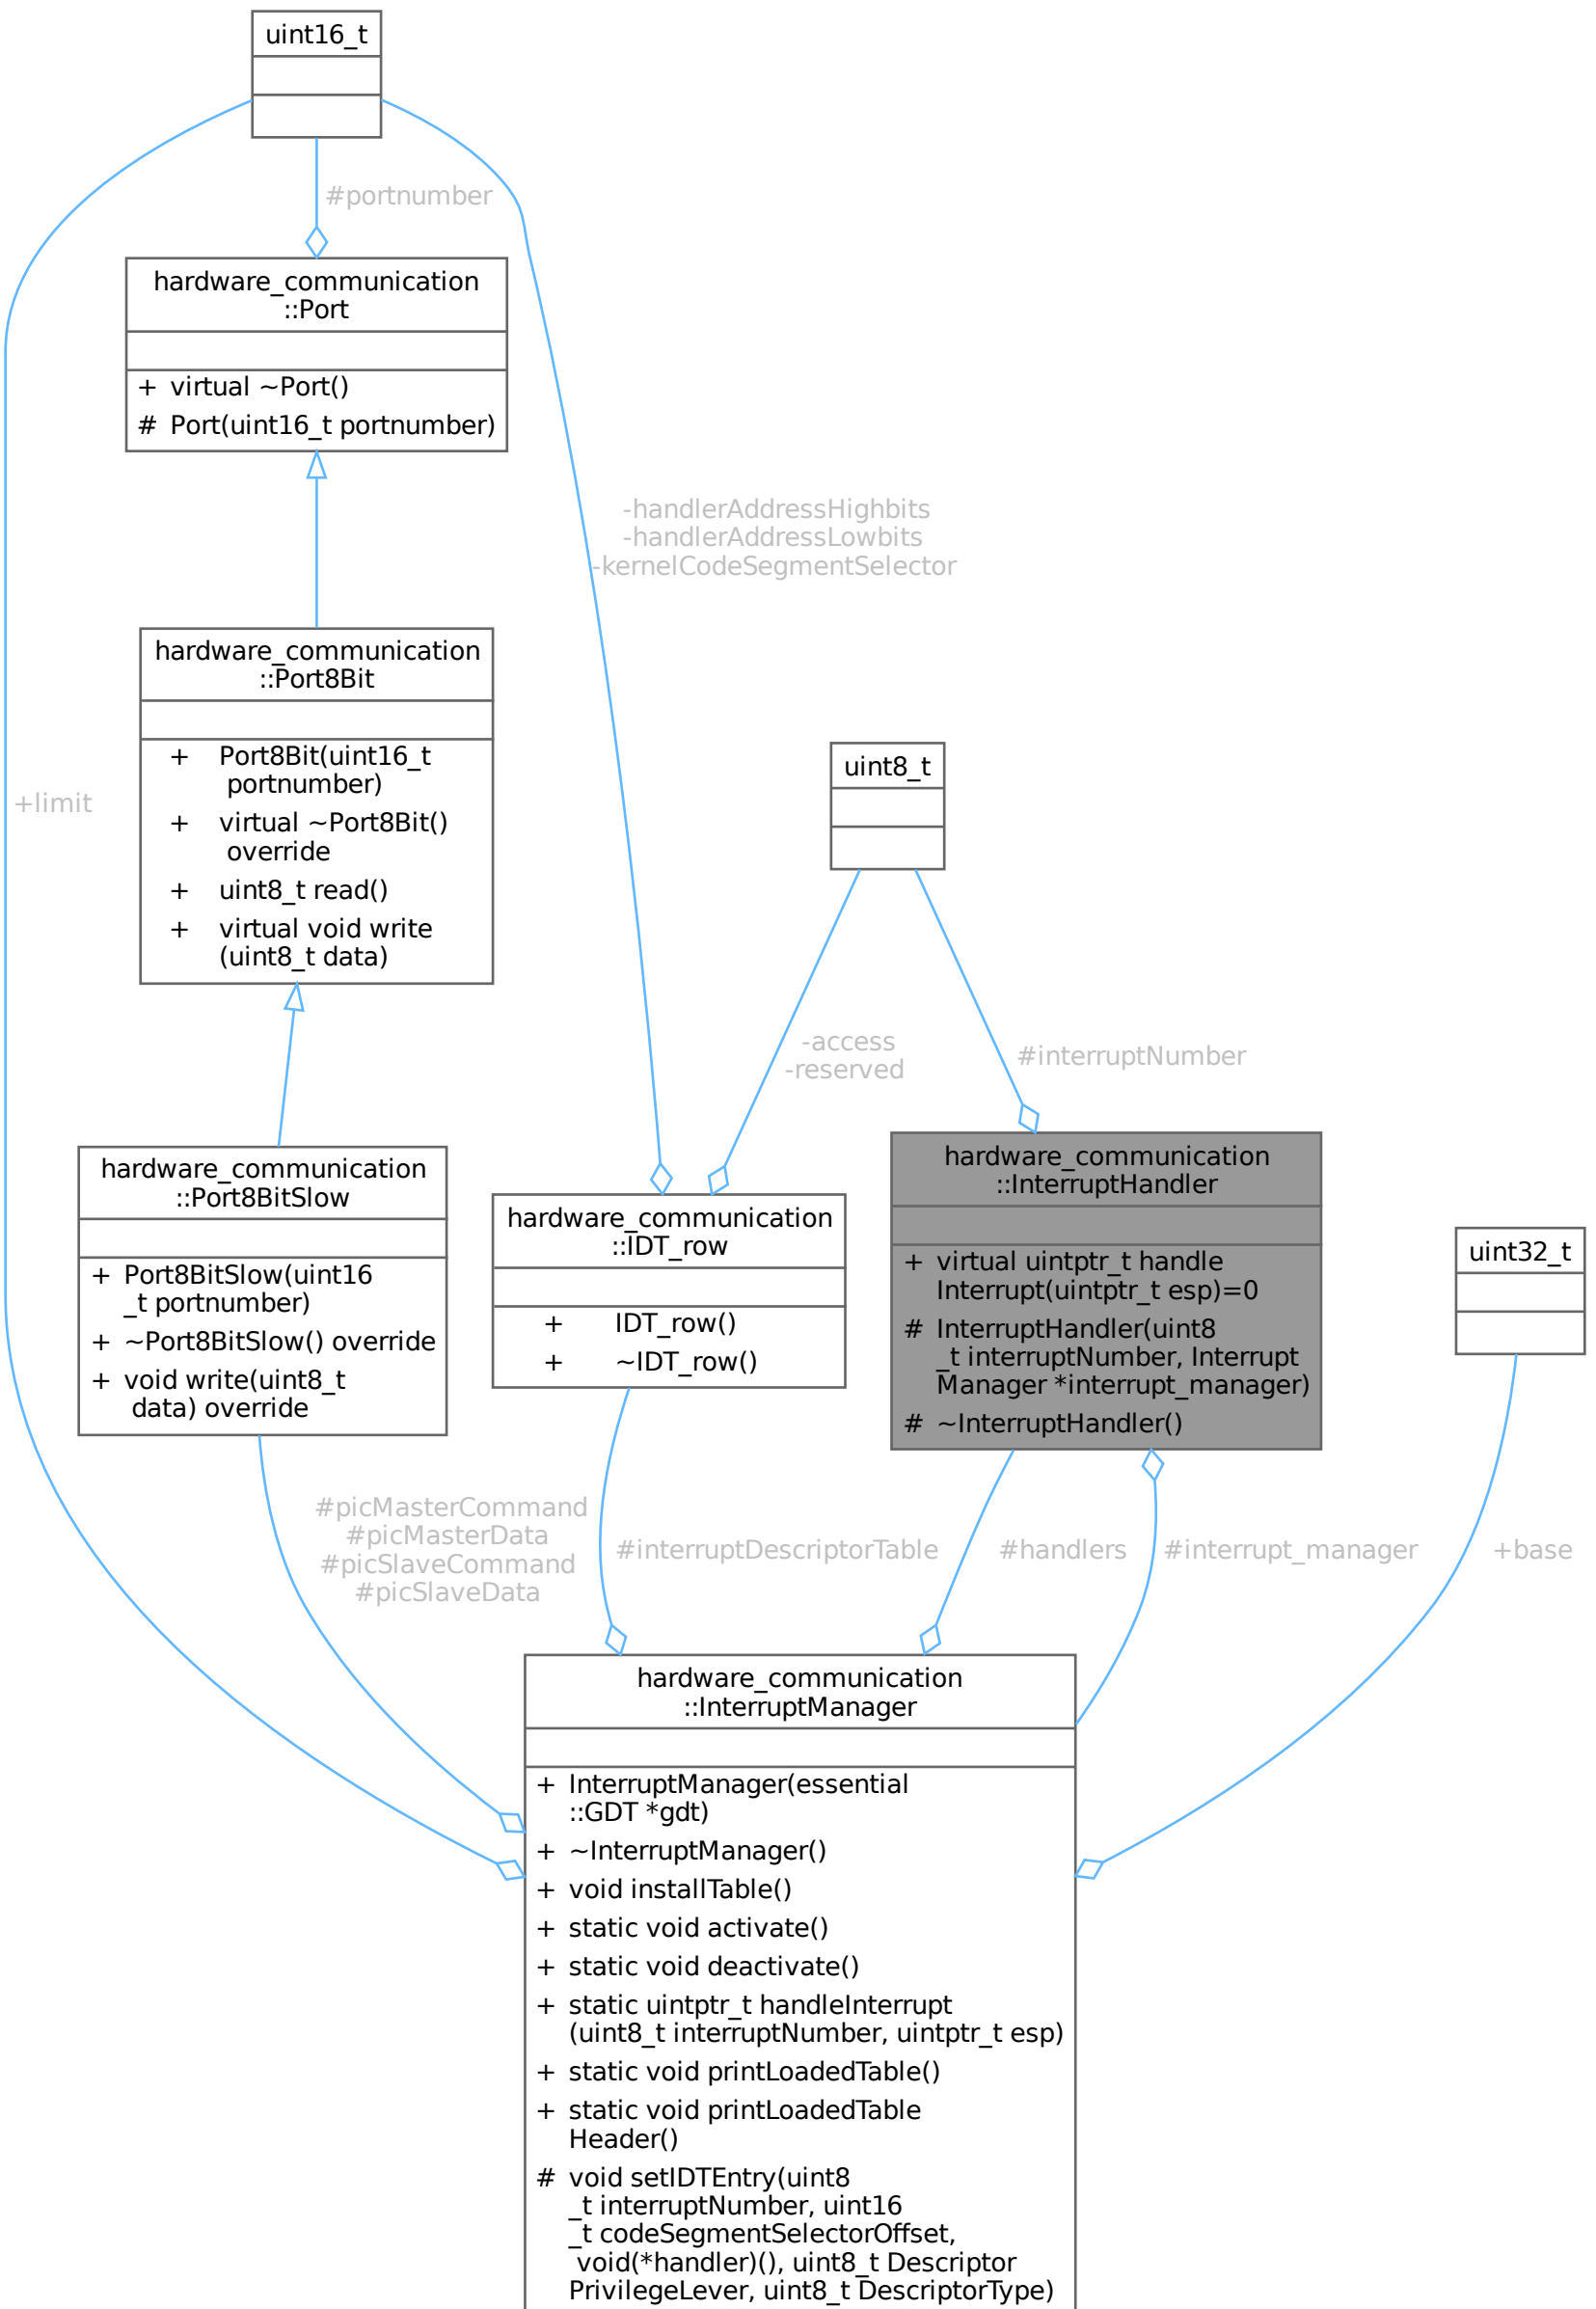 uint16_t
#portnumber
hardware_communication
::Port
+ virtual ~Port()
# Port(uint16_t portnumber)
-handlerAddressHighbits
-handlerAddressLowbits
-kernelCodeSegmentSelector
hardware_communication
::Port8Bit
+ Port8Bit(uint16_t
portnumber)
+ virtual ~Port8Bit()
override
+ uint8_t read()
+ virtual void write
(uint8_t data)
+limit
uint8_t
-access
-reserved
#interruptNumber
hardware_communication
::Port8BitSlow
+ Port8BitSlow(uint16
_t portnumber)
+ ~Port8BitSlow() override
+ void write(uint8_t
data) override
hardware_communication
::IDT_row
+ IDT_row()
+ ~IDT_row()
hardware_communication
::InterruptHandler
+ virtual uintptr_t handle
Interrupt(uintptr_t esp)=0
# InterruptHandler(uint8
_t interruptNumber, Interrupt
Manager *interrupt_manager)
# ~InterruptHandler()
uint32_t
#picMasterCommand
#picMasterData
#picSlaveCommand
#picSlaveData
#interruptDescriptorTable
#handlers
#interrupt_manager
+base
hardware_communication
::InterruptManager
+ InterruptManager(essential
::GDT *gdt)
+ ~InterruptManager()
+ void installTable()
+ static void activate()
+ static void deactivate()
+ static uintptr_t handleInterrupt
(uint8_t interruptNumber, uintptr_t esp)
+ static void printLoadedTable()
+ static void printLoadedTable
Header()
# void setIDTEntry(uint8
_t interruptNumber, uint16
_t codeSegmentSelectorOffset,
void(*handler)(), uint8_t Descriptor
PrivilegeLever, uint8_t DescriptorType)